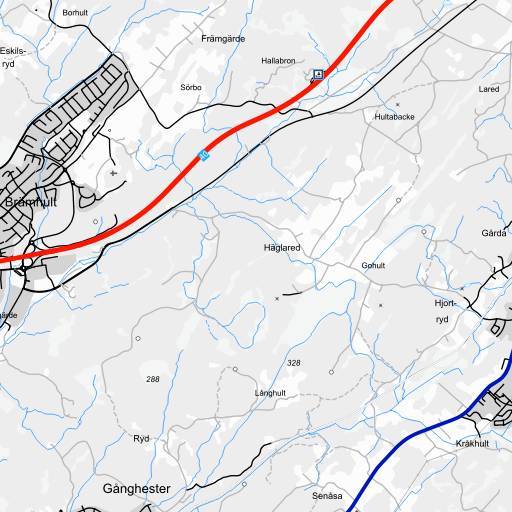 Borhult
Främgärde
Eskils-
ryd
Hallabron
Sörbo
Lared
Hultabacke
40
Brämhult
Gårda
Häglared
Gohult
Hjort-
ryd
328
288
Långhult
Ryd
Kråkhult
Gånghester
Senåsa